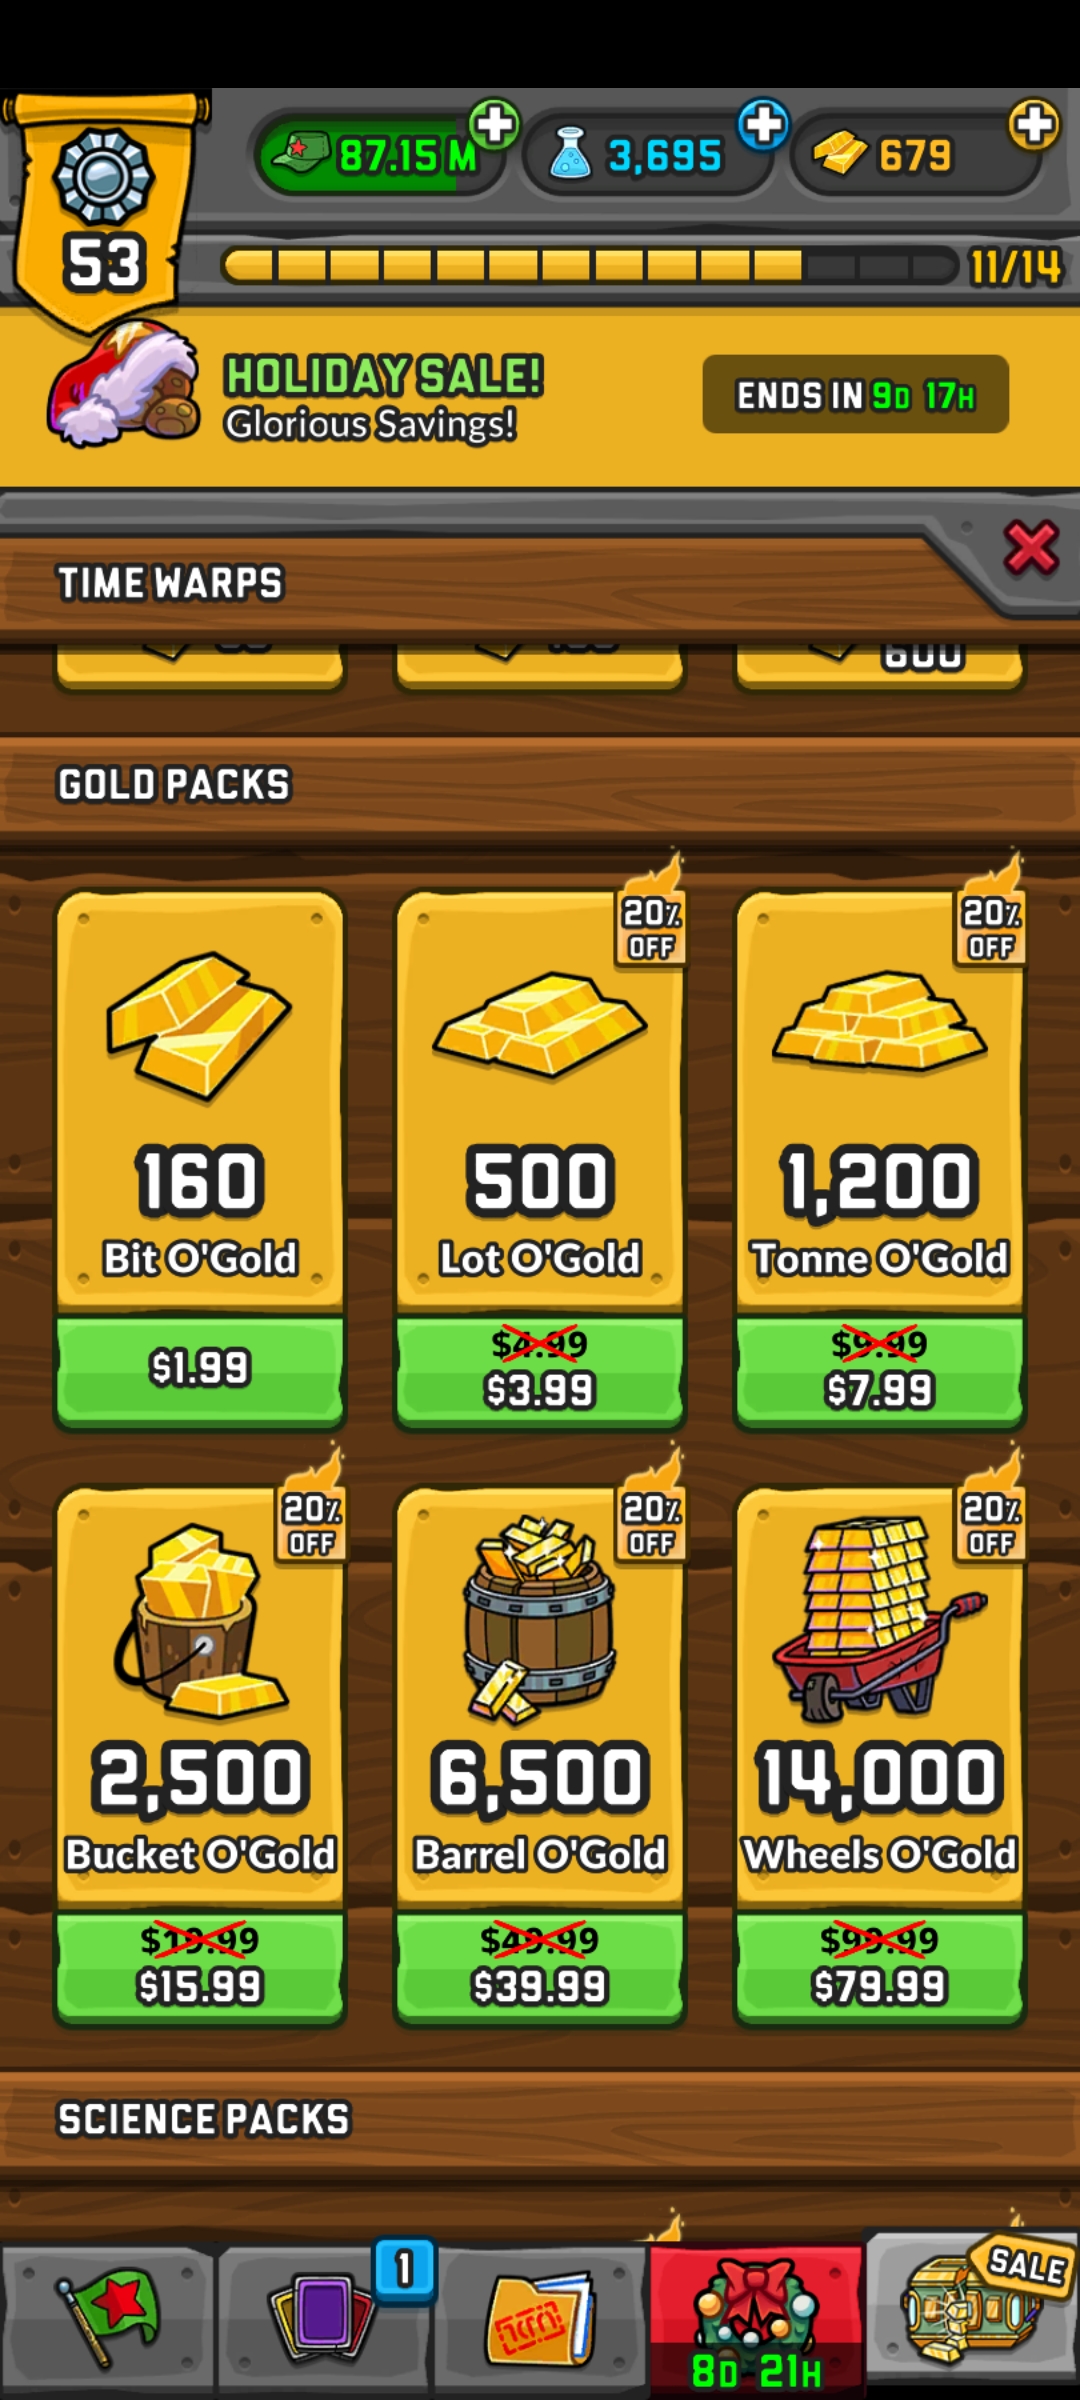 87.15 M
3,695
679
53
11/14
HOLIDAY SALE!
Glorious Savings!
ENDS IN 9D 17H
TIME WARPS
600
GOLD PACKS
20% OFF
20% OFF
160
Bit O'Gold
$1.99
500
Lot O'Gold
$4.99
$3.99
1,200
Tonne O'Gold
$9.99
$7.99
20% OFF
20% OFF
20% OFF
2,500
Bucket O'Gold
$19.99
$15.99
6,500
Barrel O'Gold
$49.99
$39.99
14,000
Wheels O'Gold
$99.99
$79.99
SCIENCE PACKS
1
8D 21H
SALE